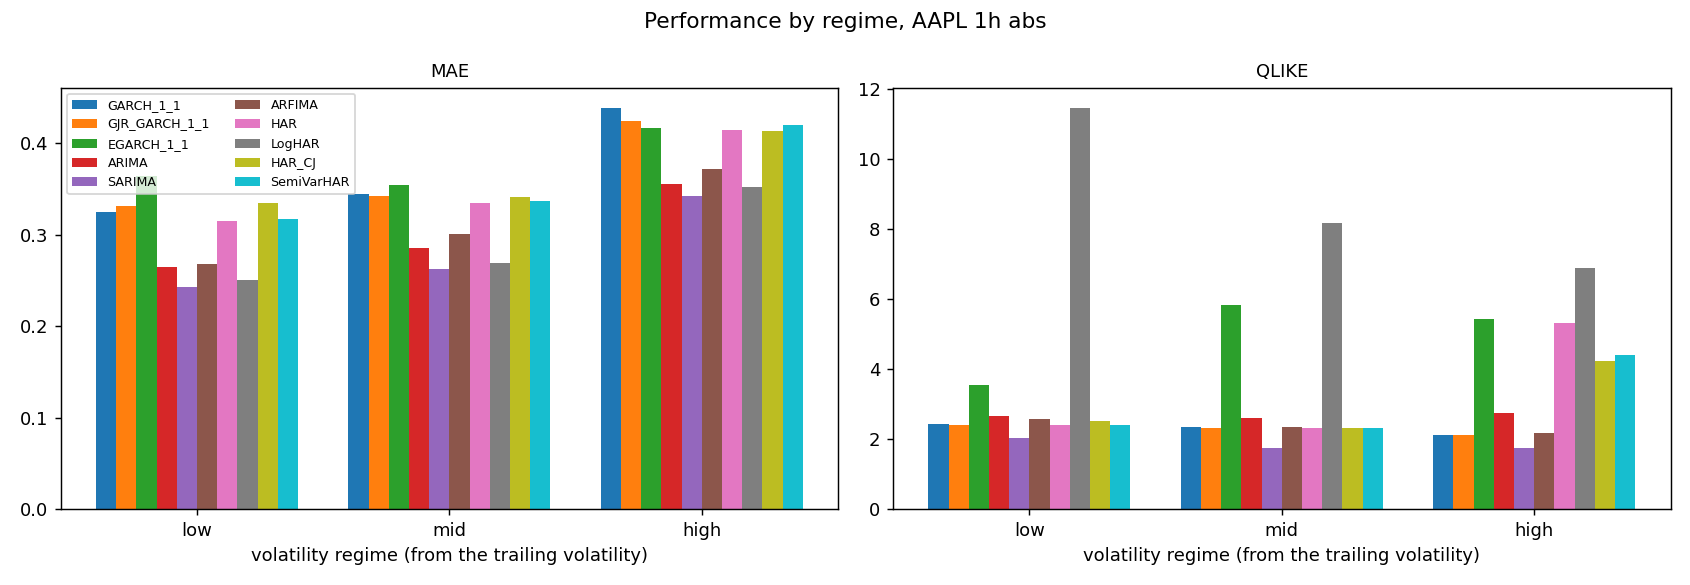 Performance by regime, AAPL 1h abs
MAE
GARCH_1_1
GJR_GARCH_1_1
EGARCH_1_1
ARIMA
SARIMA
ARFIMA
HAR
LogHAR
HAR_CJ
SemiVarHAR
0.4
0.3
0.2
0.1
0.0
low mid high
volatility regime (from the trailing volatility)
QLIKE
12
10
8
6
4
2
0
low mid high
volatility regime (from the trailing volatility)